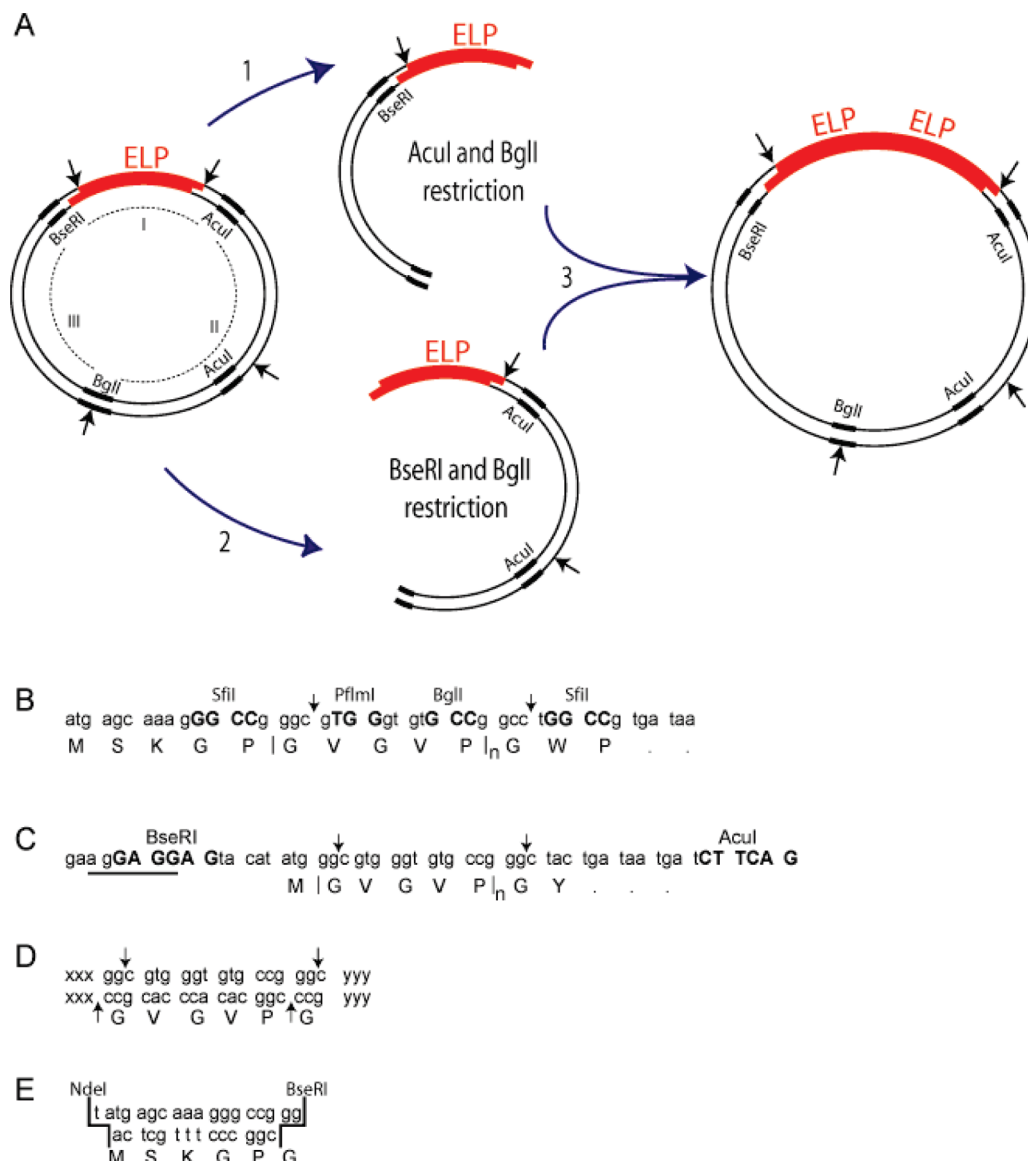 A
ELP
1
BseRI
AcuI and BglI
restriction
ELP
BseRI
AcuI
I
II
III
AcuI
BglI
ELP
AcuI
BseRI and BglI
restriction
AcuI
2
3
ELP ELP
BseRI
AcuI
AcuI
BglI
B
SfiI PflmI BglI SfiI
atg agc aaa gGG CCg ggc gTG Ggt gtG CCg gcc tGG CCg tga taa
M S K G P | G V G V P |n G W P . .
C
BseRI AcuI
gaa gGA GGA Gta cat atg ggc gtg ggt gtg ccg ggc tac tga taa tga tCT TCA G
M | G V G V P |n G Y . . .
D
xxx ggc gtg ggt gtg ccg ggc yyy
xxx ccg cac cca cac ggc ccg yyy
G V G V P G
E
NdeI BseRI
t atg agc aaa ggg ccg gg
ac tcg t t t ccc ggc
M S K G P G